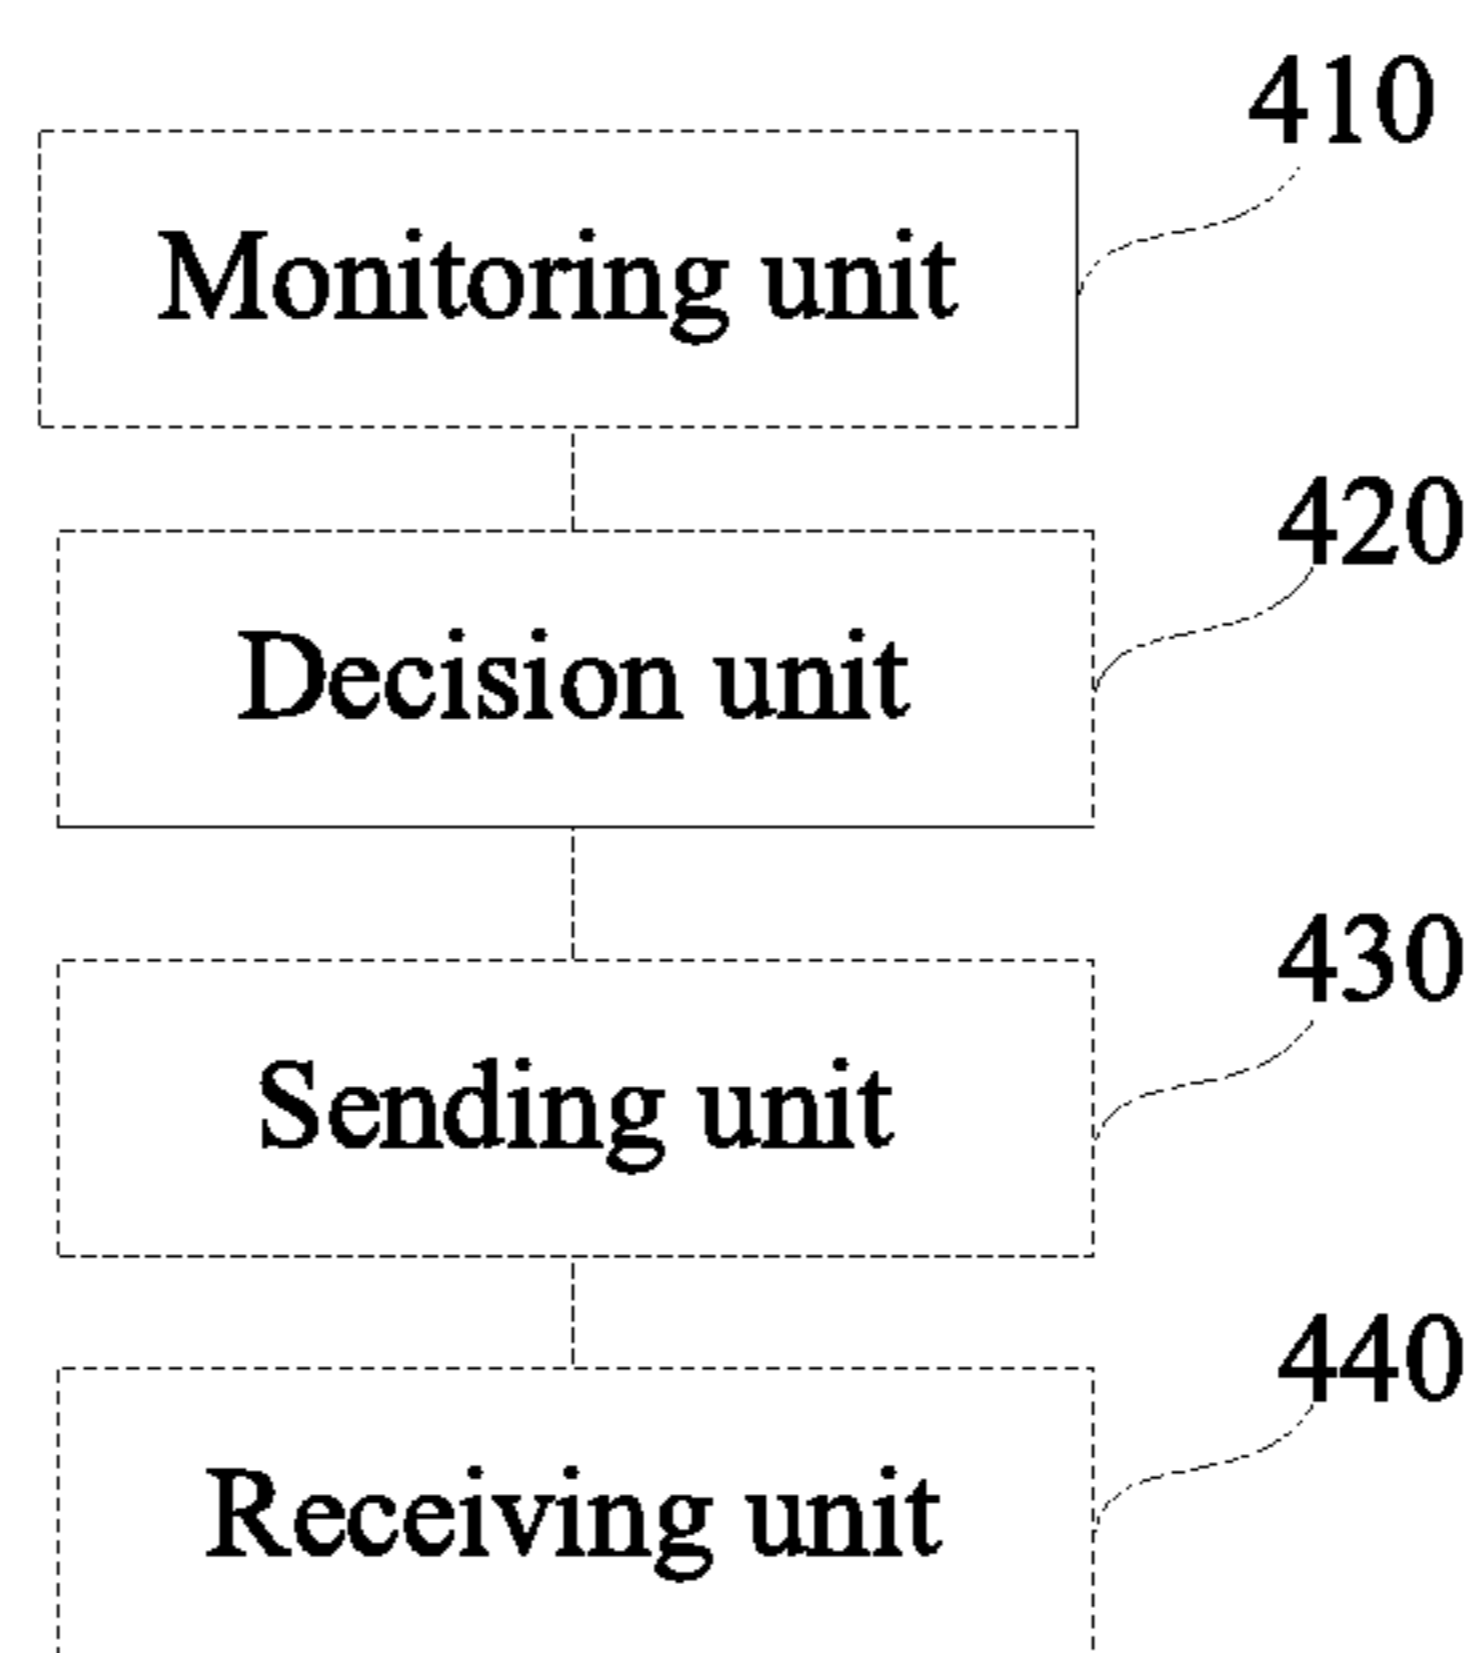 410
Monitoring unit
420
Decision unit
430
Sending unit
440
Receiving unit